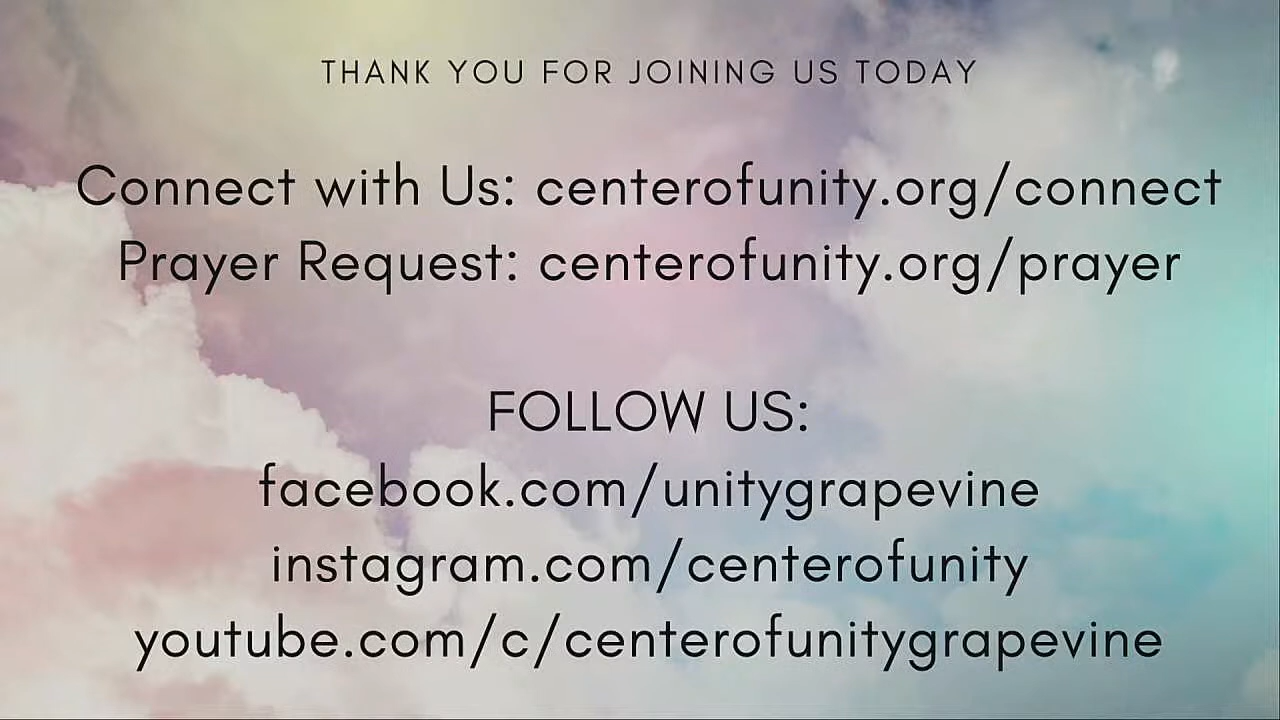 THANK YOU FOR JOINING US TODAY
Connect with Us: centerofunity.org/connect
Prayer Request: centerofunity.org/prayer
FOLLOW US:
facebook.com/unitygrapevine
instagram.com/centerofunity
youtube.com/c/centerofunitygrapevine